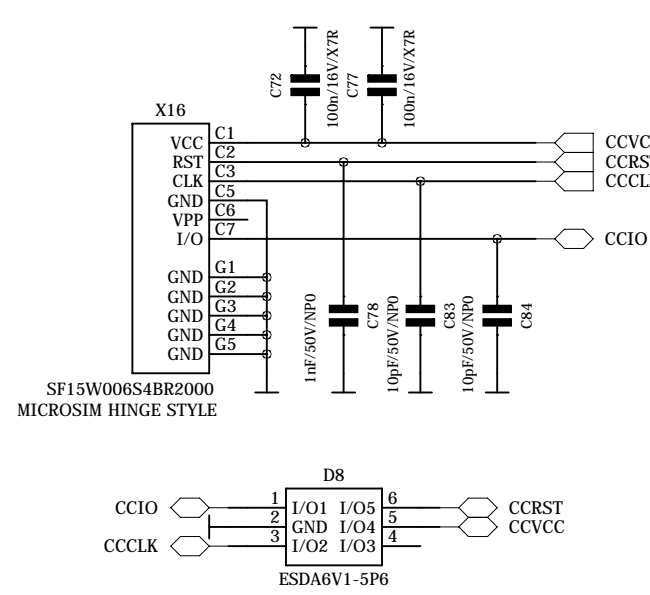 C72
100n/16V/X7R
C77
100n/16V/X7R
X16
VCC C1
RST C2
CLK C3
GND C5
VPP C6
I/O C7
GND G1
GND G2
GND G3
GND G4
GND G5
CCVC
CCRS
CCCL
CCIO
1nF/50V/NP0
C78
10pF/50V/NP0
C83
10pF/50V/NP0
C84
SF15W006S4BR2000
MICROSIM HINGE STYLE
D8
CCIO 1 I/O1 I/O5 6 CCRST
2 GND I/O4 5 CCVCC
CCCLK 3 I/O2 I/O3 4
ESDA6V1-5P6